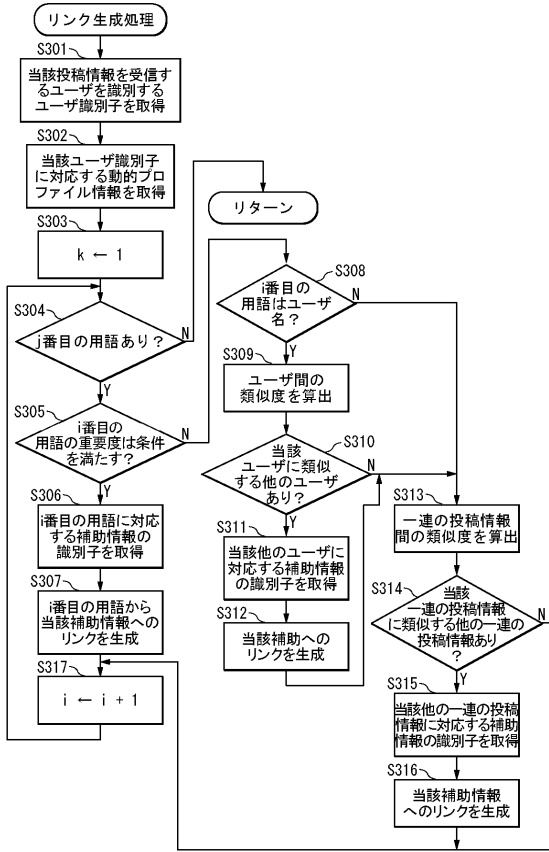 リンク生成処理
S301
当該投稿情報を受信す
るユーザを識別する
ユーザ識別子を取得
S302
当該ユーザ識別子
に対応する動的プロ
ファイル情報を取得
リターン
S303
k ← 1
S304
j番目の用語あり?
N
Y
S305
i番目の
用語の重要度は条件
を満たす?
N
Y
S306
i番目の用語に対応
する補助情報の
識別子を取得
S307
i番目の用語から
当該補助情報への
リンクを生成
S317
i ← i + 1
S308
i番目の
用語はユーザ
名?
N
Y
S309
ユーザ間の
類似度を算出
S310
当該
ユーザに類似
する他のユーザ
あり?
N
Y
S311
当該他のユーザに
対応する補助情報
の識別子を取得
S312
当該補助への
リンクを生成
S313
一連の投稿情報
間の類似度を算出
S314
当該
一連の投稿情報
に類似する他の一連の
投稿情報あり
?
N
Y
S315
当該他の一連の投稿
情報に対応する補助
情報の識別子を取得
S316
当該補助情報
へのリンクを生成